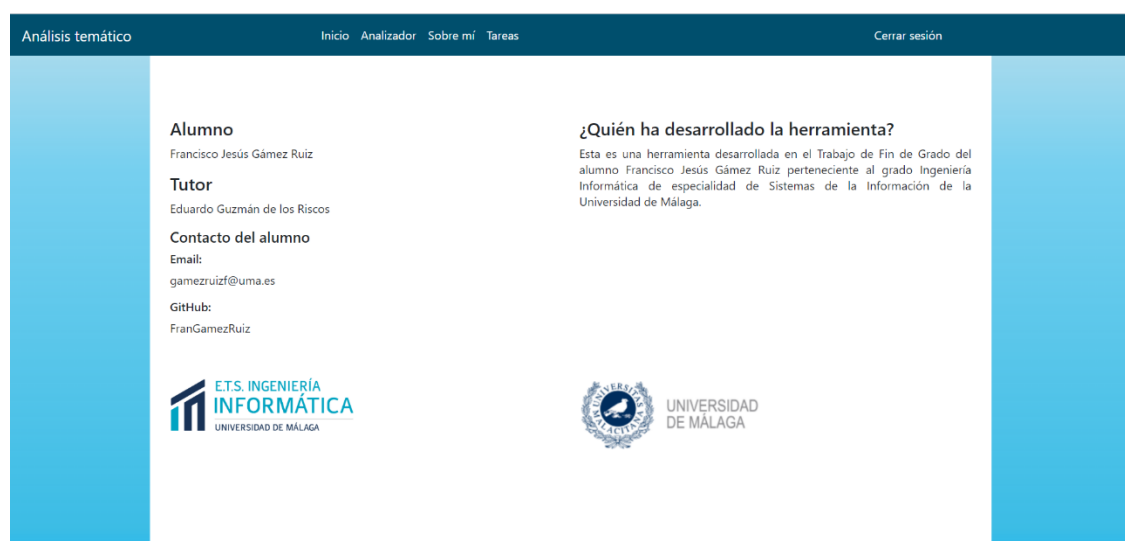 Análisis temático
Inicio Analizador Sobre mí Tareas
Cerrar sesión
Alumno
Francisco Jesús Gámez Ruiz
Tutor
Eduardo Guzmán de los Riscos
Contacto del alumno
Email:
gamezruizf@uma.es
GitHub:
FranGamezRuiz
¿Quién ha desarrollado la herramienta?
Esta es una herramienta desarrollada en el Trabajo de Fin de Grado del
alumno Francisco Jesús Gámez Ruiz perteneciente al grado Ingeniería
Informática de especialidad de Sistemas de la Información de la
Universidad de Málaga.
E.T.S. INGENIERÍA
INFORMÁTICA
UNIVERSIDAD DE MÁLAGA
UNIVERSITAS
MALACITANA
UNIVERSIDAD
DE MÁLAGA